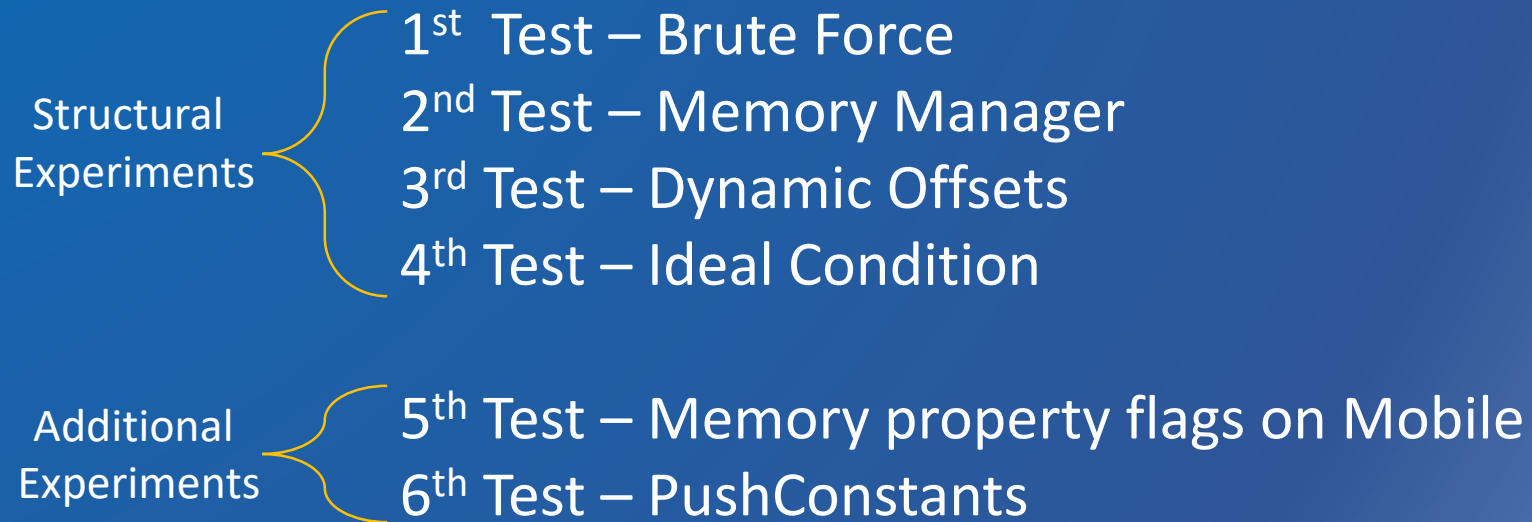 Structural
Experiments
1st Test – Brute Force
2nd Test – Memory Manager
3rd Test – Dynamic Offsets
4th Test – Ideal Condition
Additional
Experiments
5th Test – Memory property flags on Mobile
6th Test – PushConstants